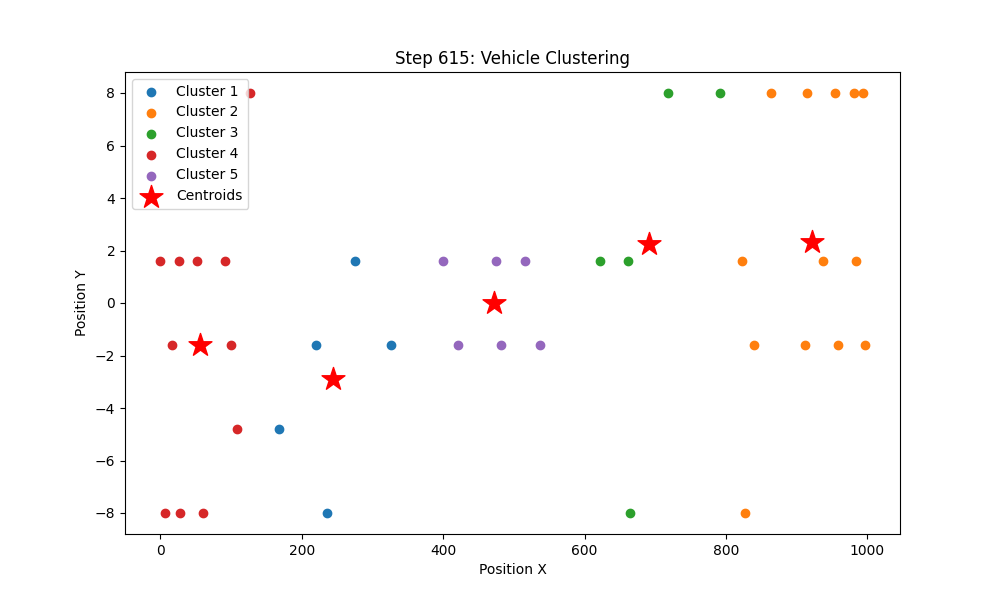 Step 615: Vehicle Clustering
Cluster 1
Cluster 2
Cluster 3
Cluster 4
Cluster 5
Centroids
8
6
4
2
0
−2
−4
−6
−8
Position Y
0
200
400
600
800
1000
Position X